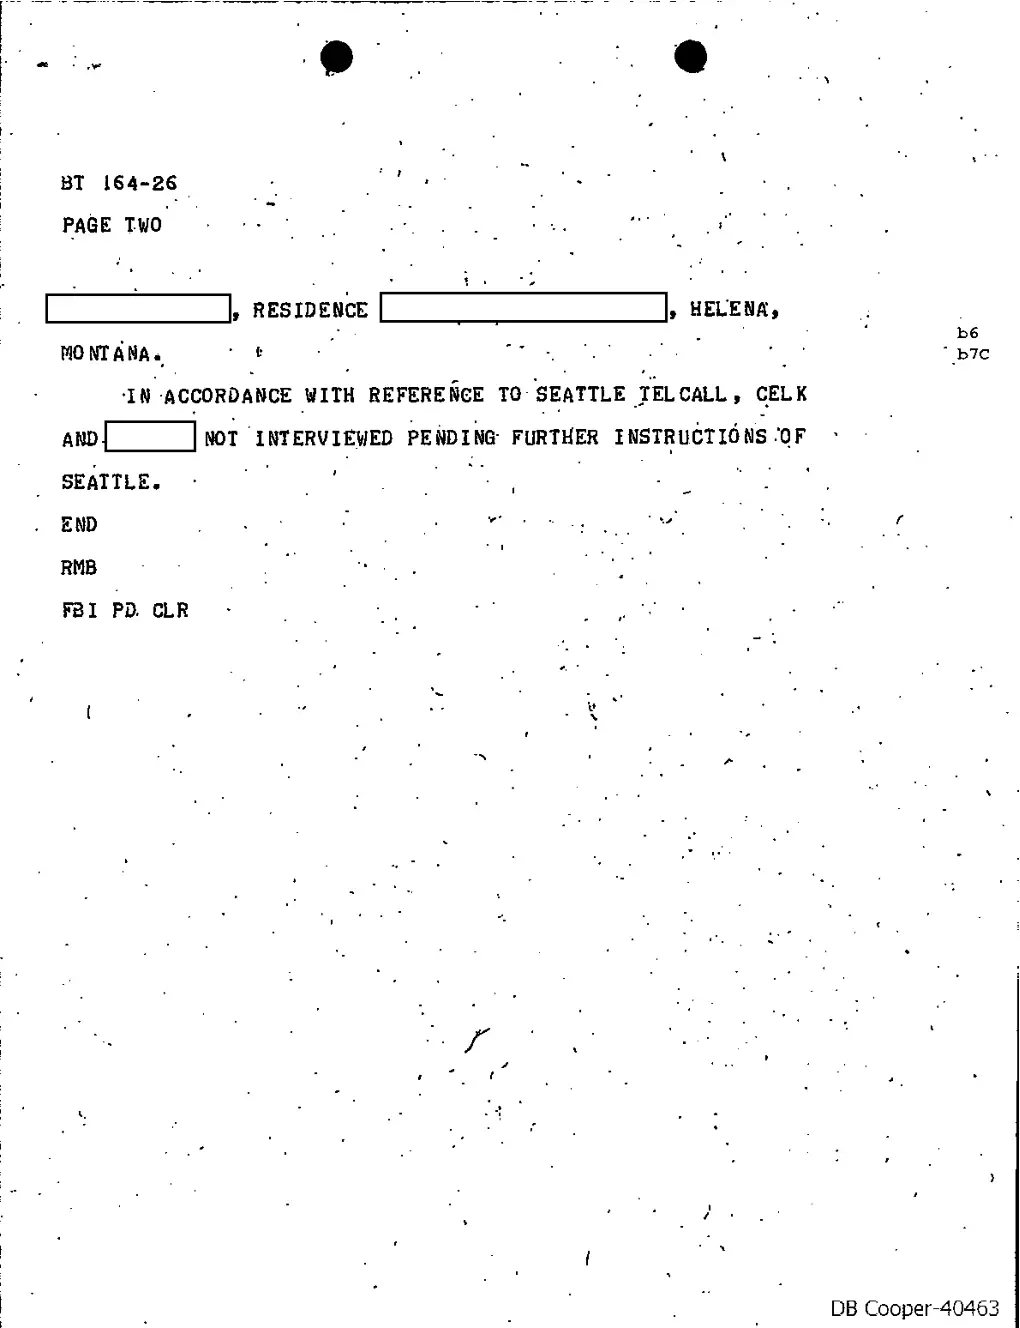 BT 164-26
PAGE TWO
, RESIDENCE , HELENA,
b6
MONTANA.
b7C
IN ACCORDANCE WITH REFERENCE TO SEATTLE TELCALL, CELK
AND NOT INTERVIEWED PENDING FURTHER INSTRUCTIONS OF
SEATTLE.
END
RMB
FBI PD CLR
DB Cooper-40463